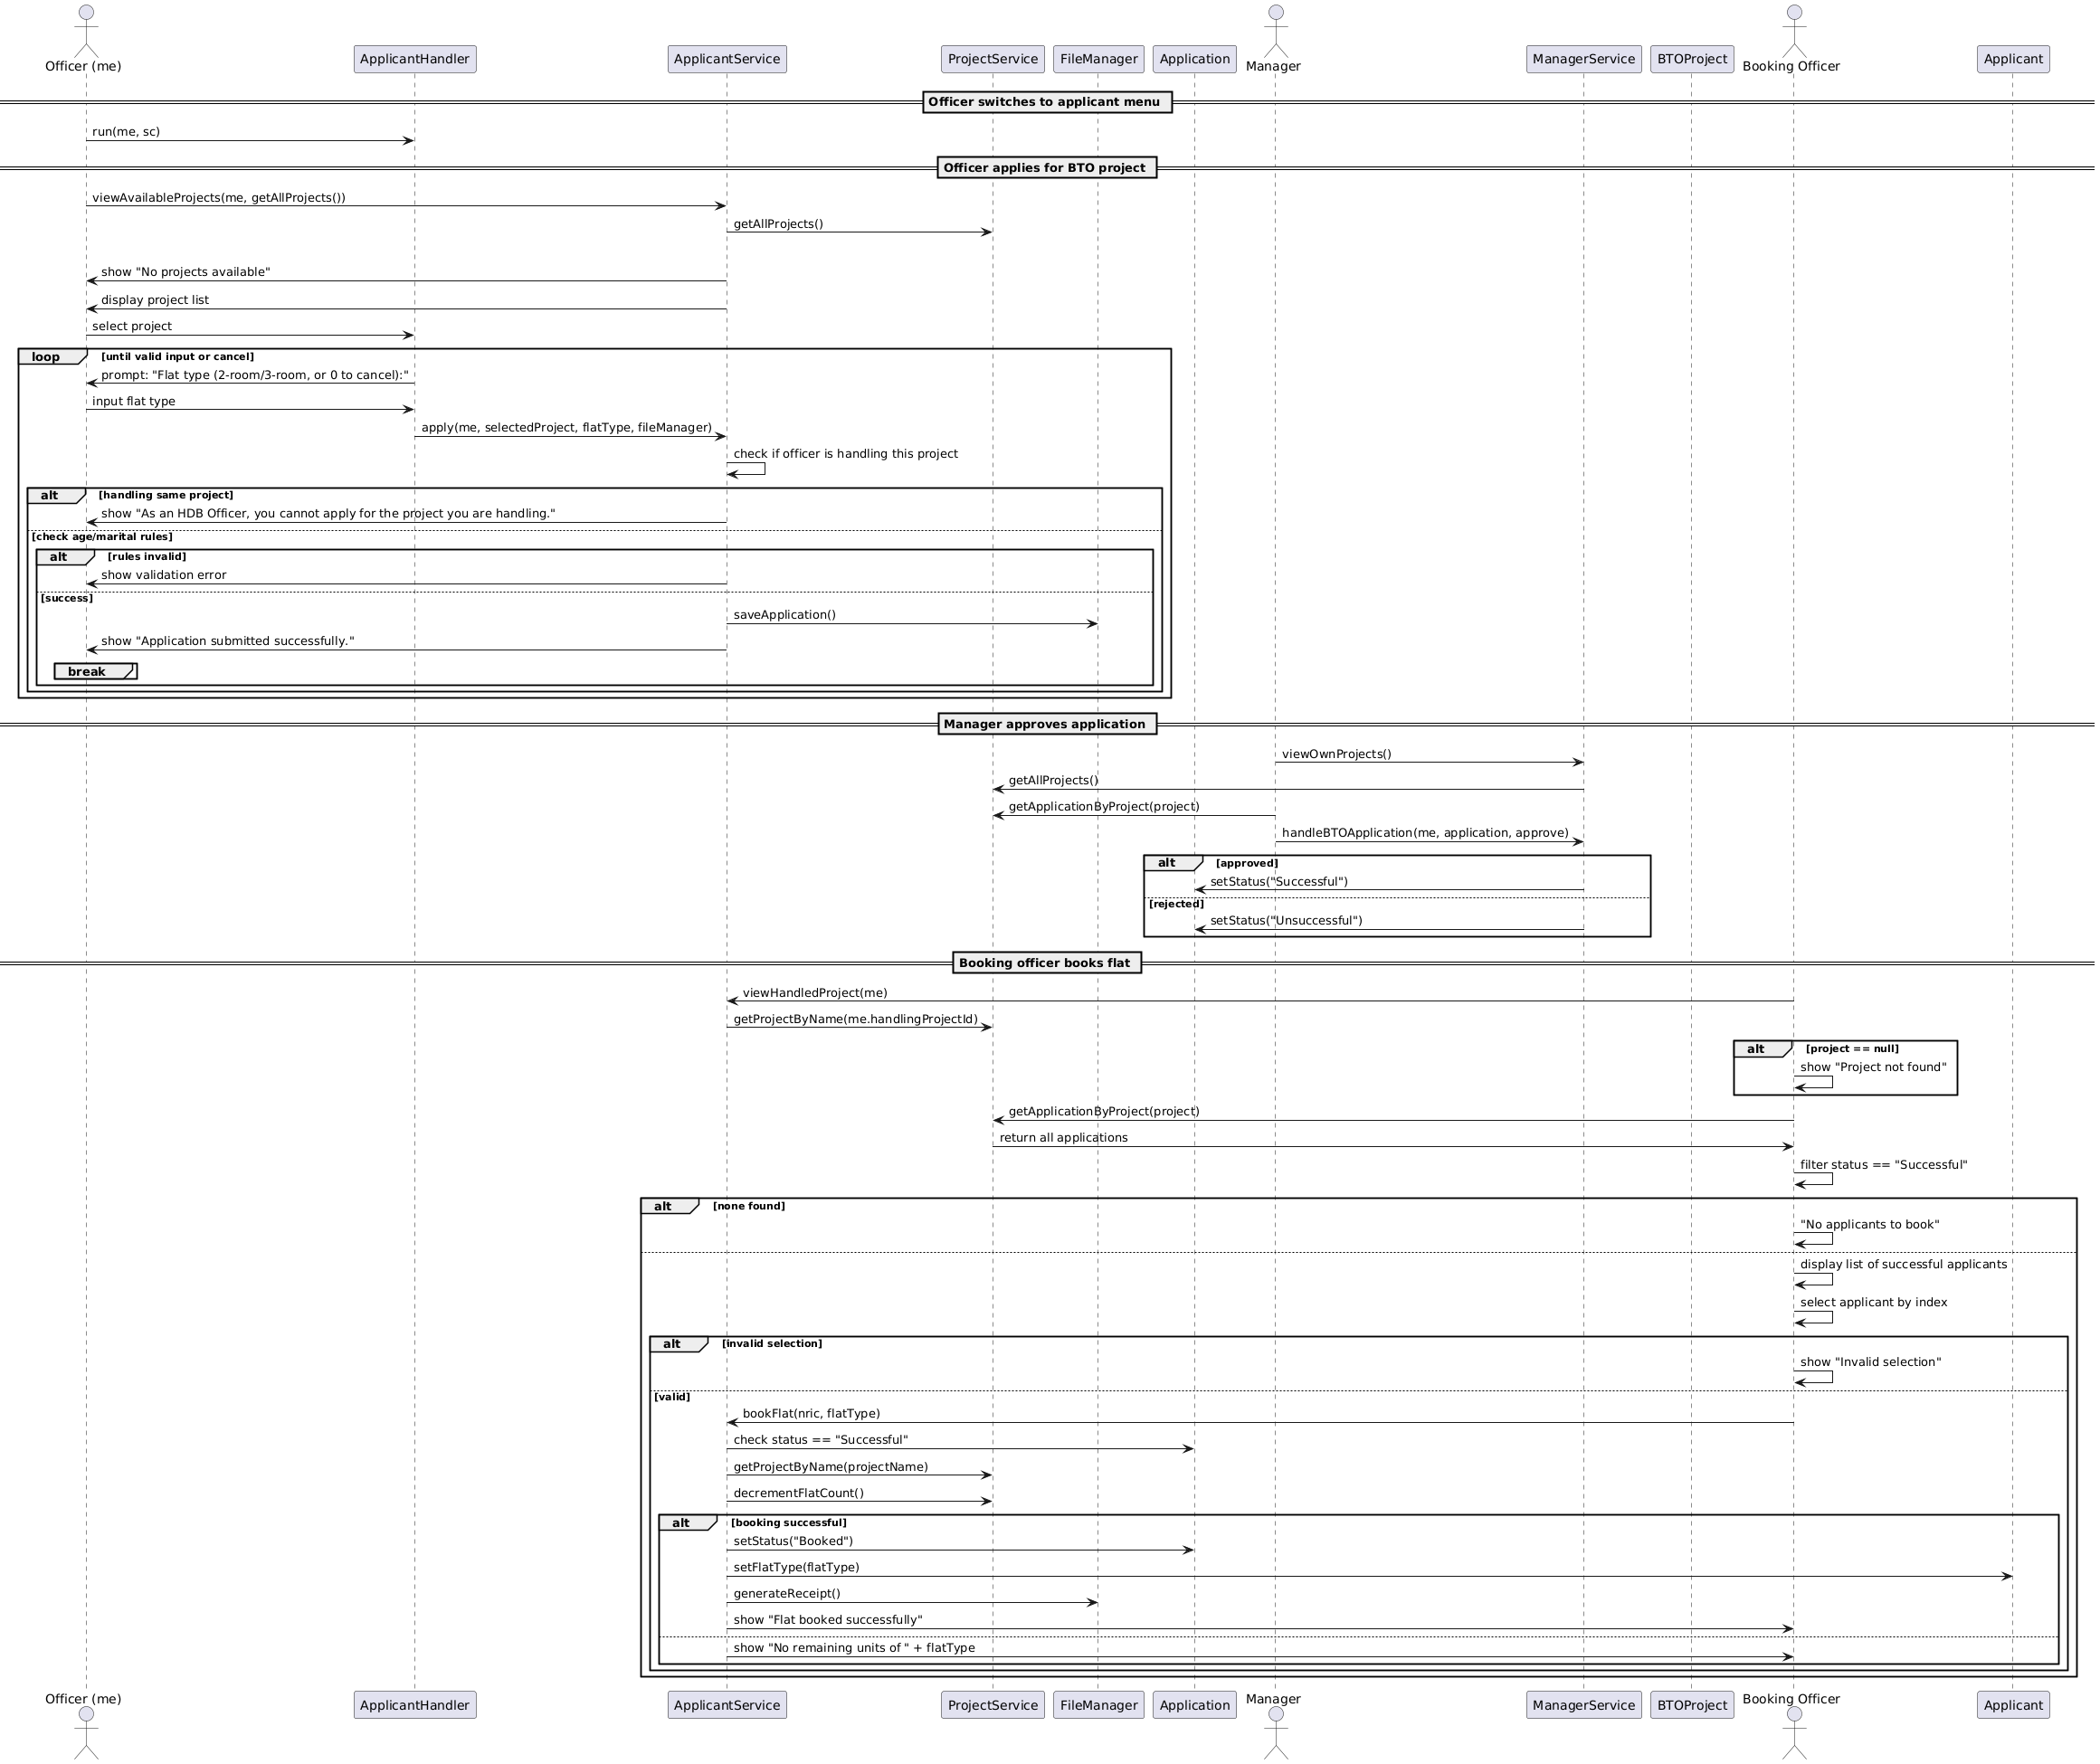 Officer (me)
ApplicantHandler
ApplicantService
ProjectService
FileManager
Application
Manager
ManagerService
BTOProject
Booking Officer
Applicant
Officer switches to applicant menu
run(me, sc)
Officer applies for BTO project
viewAvailableProjects(me, getAllProjects())
getAllProjects()
show "No projects available"
display project list
select project
loop [until valid input or cancel]
prompt: "Flat type (2-room/3-room, or 0 to cancel):"
input flat type
apply(me, selectedProject, flatType, fileManager)
check if officer is handling this project
alt [handling same project]
show "As an HDB Officer, you cannot apply for the project you are handling."
[check age/marital rules]
alt [rules invalid]
show validation error
[success]
saveApplication()
show "Application submitted successfully."
break
Manager approves application
viewOwnProjects()
getAllProjects()
getApplicationByProject(project)
handleBTOApplication(me, application, approve)
alt [approved]
setStatus("Successful")
[rejected]
setStatus("Unsuccessful")
Booking officer books flat
viewHandledProject(me)
getProjectByName(me.handlingProjectId)
alt [project == null]
show "Project not found"
getApplicationByProject(project)
return all applications
filter status == "Successful"
alt [none found]
"No applicants to book"
display list of successful applicants
select applicant by index
alt [invalid selection]
show "Invalid selection"
[valid]
bookFlat(nric, flatType)
check status == "Successful"
getProjectByName(projectName)
decrementFlatCount()
alt [booking successful]
setStatus("Booked")
setFlatType(flatType)
generateReceipt()
show "Flat booked successfully"
show "No remaining units of " + flatType
Officer (me)
ApplicantHandler
ApplicantService
ProjectService
FileManager
Application
Manager
ManagerService
BTOProject
Booking Officer
Applicant